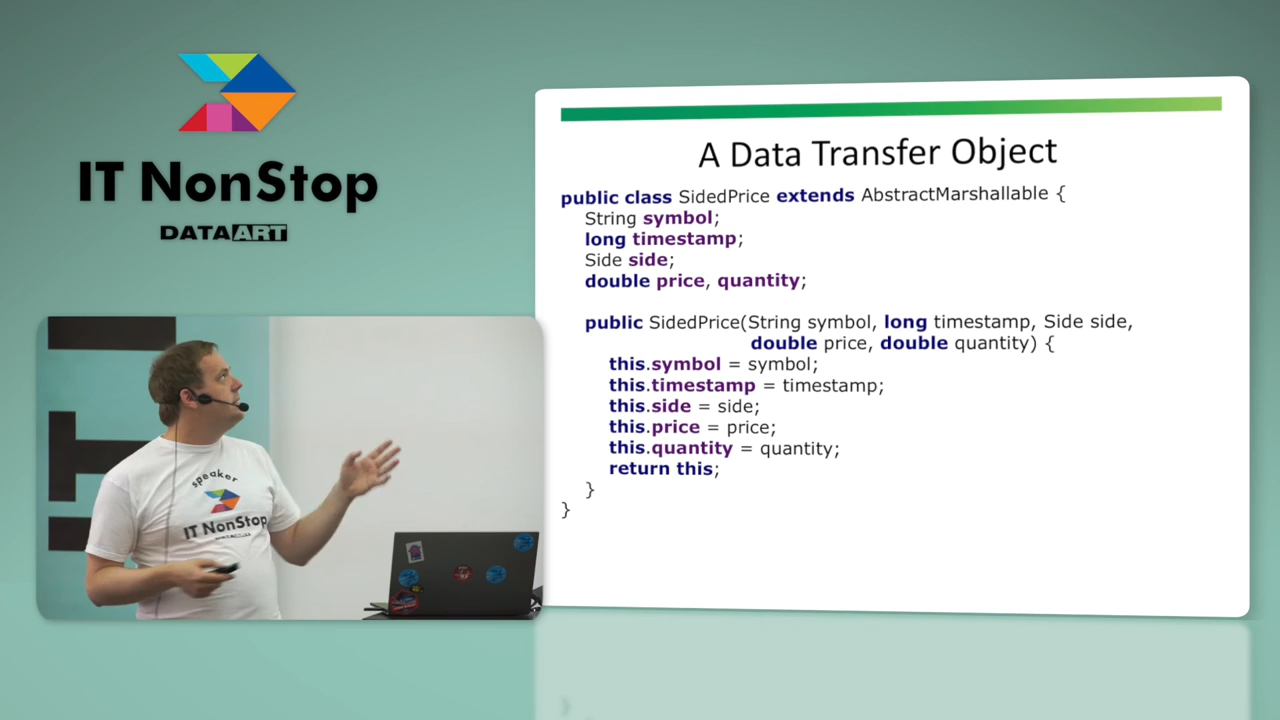 IT NonStop
DATAART
A Data Transfer Object
public class SidedPrice extends AbstractMarshallable {
String symbol;
long timestamp;
Side side;
double price, quantity;
public SidedPrice(String symbol, long timestamp, Side side,
double price, double quantity) {
this.symbol = symbol;
this.timestamp = timestamp;
this.side = side;
this.price = price;
this.quantity = quantity;
return this;
}
}
speaker
IT NonStop